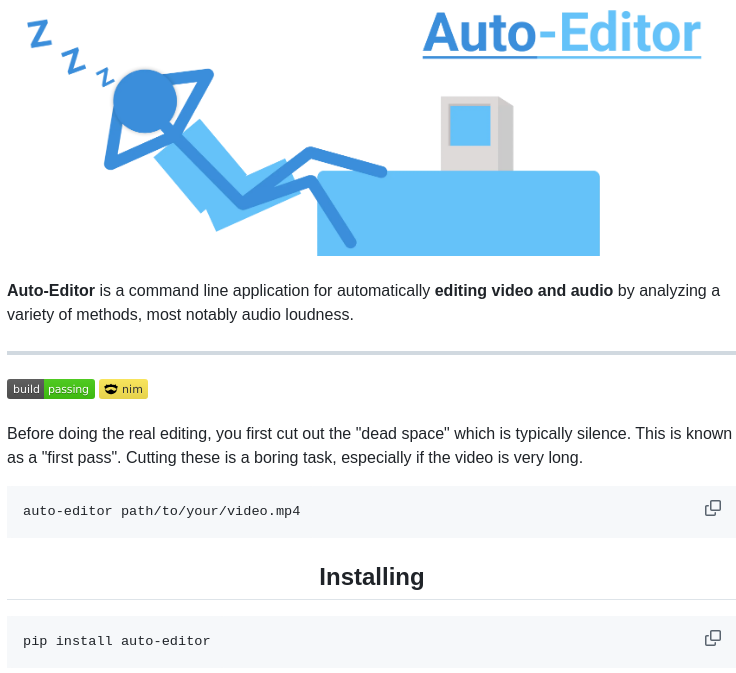 Z
Z
Z
Auto-Editor
Auto-Editor is a command line application for automatically editing video and audio by analyzing a
variety of methods, most notably audio loudness.
build passing nim
Before doing the real editing, you first cut out the "dead space" which is typically silence. This is known
as a "first pass". Cutting these is a boring task, especially if the video is very long.
auto-editor path/to/your/video.mp4
Installing
pip install auto-editor